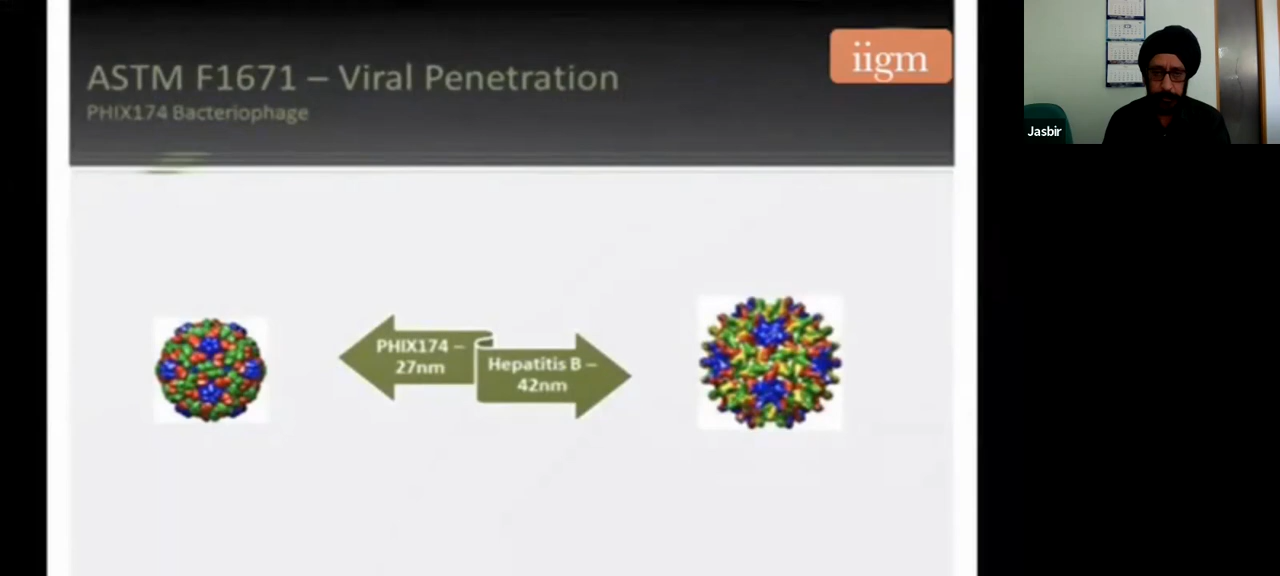 ASTM F1671 – Viral Penetration
PHIX174 Bacteriophage
iigm
PHIX174 –
27nm
Hepatitis B –
42nm
Jasbir